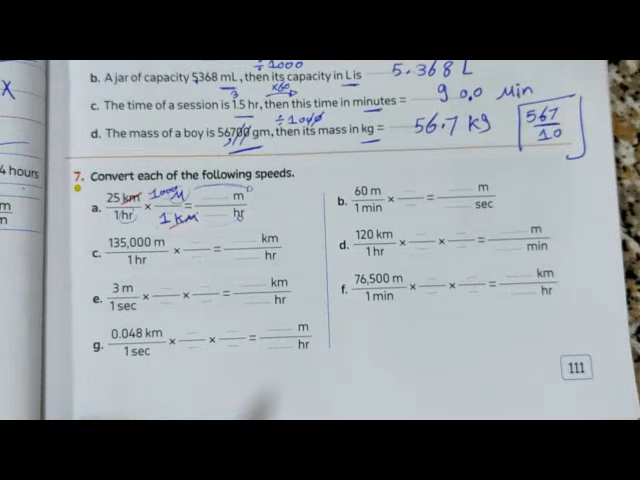 ÷1000
b. A jar of capacity 5368 mL, then its capacity in L is 5.368 L
×60
c. The time of a session is 1.5 hr, then this time in minutes = 90.0 Min
÷1000
d. The mass of a boy is 56700 gm, then its mass in kg = 56.7 kg 567/10
4 hours
7. Convert each of the following speeds.
a. 25 km/1 hr × 1000 M/1 KM = m/hr
b. 60 m/1 min × = m/sec
c. 135,000 m/1 hr × = km/hr
d. 120 km/1 hr × × = m/min
e. 3 m/1 sec × × = km/hr
f. 76,500 m/1 min × × = km/hr
g. 0.048 km/1 sec × × = m/hr
111